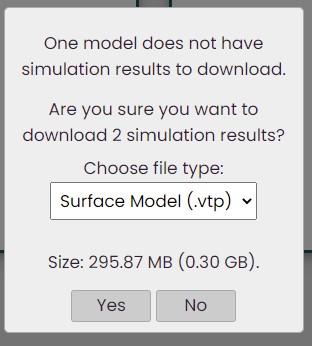 One model does not have
simulation results to download.
Are you sure you want to
download 2 simulation results?
Choose file type:
Surface Model (.vtp)
Size: 295.87 MB (0.30 GB).
Yes No